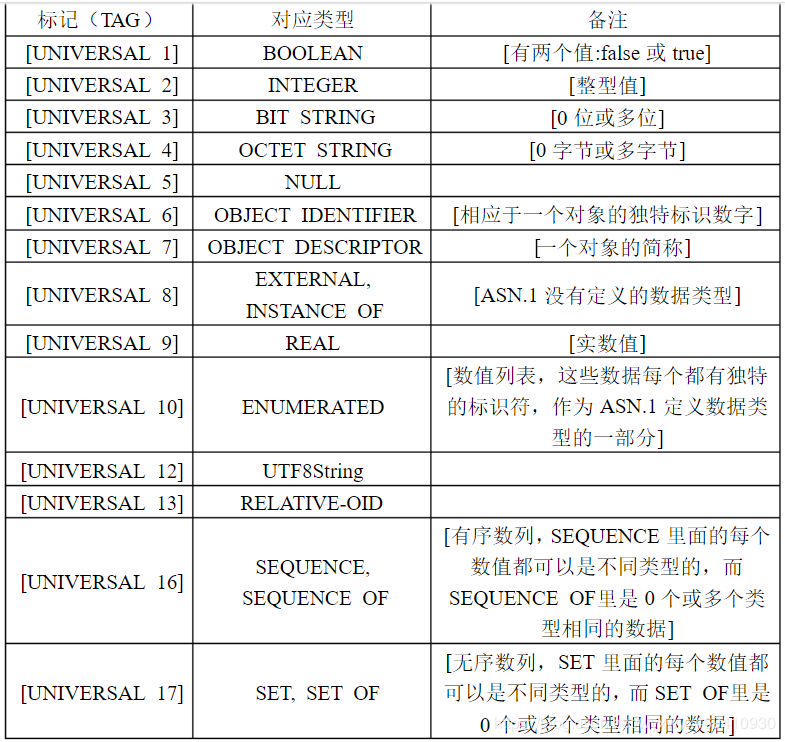 标记（TAG） 对应类型 备注
[UNIVERSAL 1] BOOLEAN [有两个值:false 或 true]
[UNIVERSAL 2] INTEGER [整型值]
[UNIVERSAL 3] BIT STRING [0 位或多位]
[UNIVERSAL 4] OCTET STRING [0 字节或多字节]
[UNIVERSAL 5] NULL
[UNIVERSAL 6] OBJECT IDENTIFIER [相应于一个对象的独特标识数字]
[UNIVERSAL 7] OBJECT DESCRIPTOR [一个对象的简称]
[UNIVERSAL 8]
EXTERNAL,
INSTANCE OF
[ASN.1 没有定义的数据类型]
[UNIVERSAL 9] REAL [实数值]
[UNIVERSAL 10] ENUMERATED
[数值列表，这些数据每个都有独特
的标识符，作为 ASN.1 定义数据类
型的一部分]
[UNIVERSAL 12] UTF8String
[UNIVERSAL 13] RELATIVE-OID
[UNIVERSAL 16]
SEQUENCE,
SEQUENCE OF
[有序数列，SEQUENCE 里面的每个
数值都可以是不同类型的，而
SEQUENCE OF里是 0 个或多个类
型相同的数据]
[UNIVERSAL 17] SET, SET OF
[无序数列，SET 里面的每个数值都
可以是不同类型的，而 SET OF里是
0 个或多个类型相同的数据]